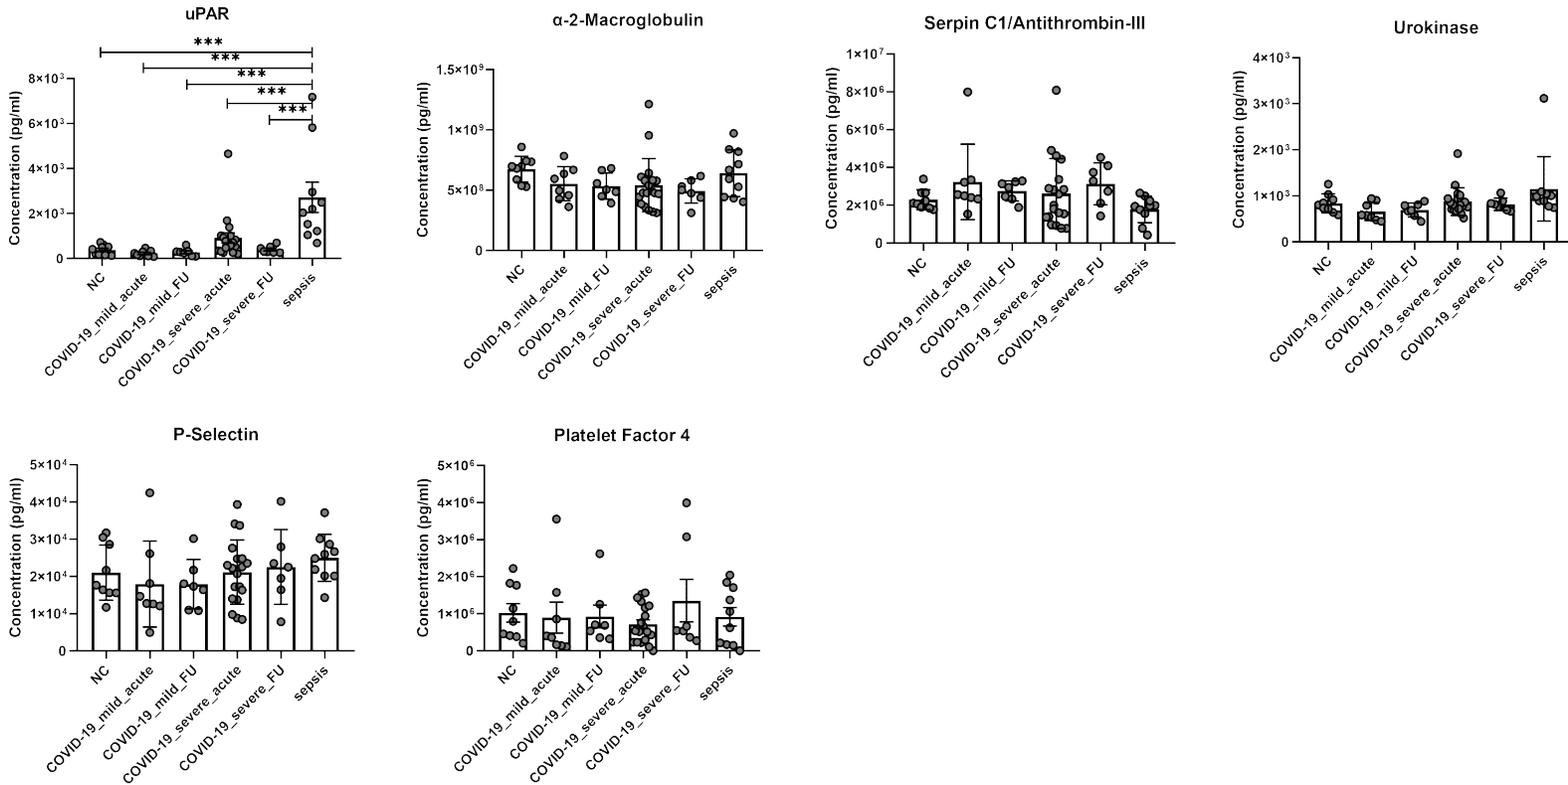 uPAR
***
***
***
***
***
Concentration (pg/ml)
8×10³
6×10³
4×10³
2×10³
0
NC
COVID-19_mild_acute
COVID-19_mild_FU
COVID-19_severe_acute
COVID-19_severe_FU
sepsis
α-2-Macroglobulin
Concentration (pg/ml)
1.5×10⁹
1×10⁹
5×10⁸
0
NC
COVID-19_mild_acute
COVID-19_mild_FU
COVID-19_severe_acute
COVID-19_severe_FU
sepsis
Serpin C1/Antithrombin-III
Concentration (pg/ml)
1×10⁷
8×10⁶
6×10⁶
4×10⁶
2×10⁶
0
NC
COVID-19_mild_acute
COVID-19_mild_FU
COVID-19_severe_acute
COVID-19_severe_FU
sepsis
Urokinase
Concentration (pg/ml)
4×10³
3×10³
2×10³
1×10³
0
NC
COVID-19_mild_acute
COVID-19_mild_FU
COVID-19_severe_acute
COVID-19_severe_FU
sepsis
P-Selectin
Concentration (pg/ml)
5×10⁴
4×10⁴
3×10⁴
2×10⁴
1×10⁴
0
NC
COVID-19_mild_acute
COVID-19_mild_FU
COVID-19_severe_acute
COVID-19_severe_FU
sepsis
Platelet Factor 4
Concentration (pg/ml)
5×10⁶
4×10⁶
3×10⁶
2×10⁶
1×10⁶
0
NC
COVID-19_mild_acute
COVID-19_mild_FU
COVID-19_severe_acute
COVID-19_severe_FU
sepsis